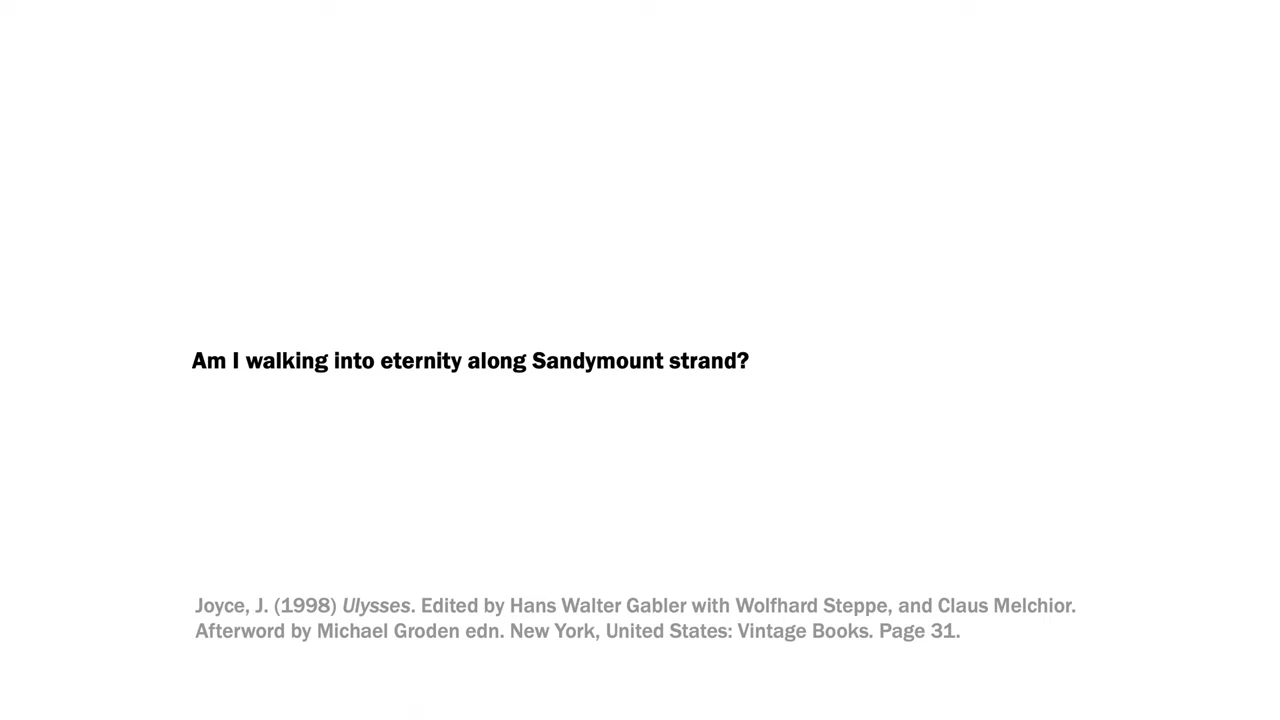 Am I walking into eternity along Sandymount strand?
Joyce, J. (1998) Ulysses. Edited by Hans Walter Gabler with Wolfhard Steppe, and Claus Melchior.
Afterword by Michael Groden edn. New York, United States: Vintage Books. Page 31.